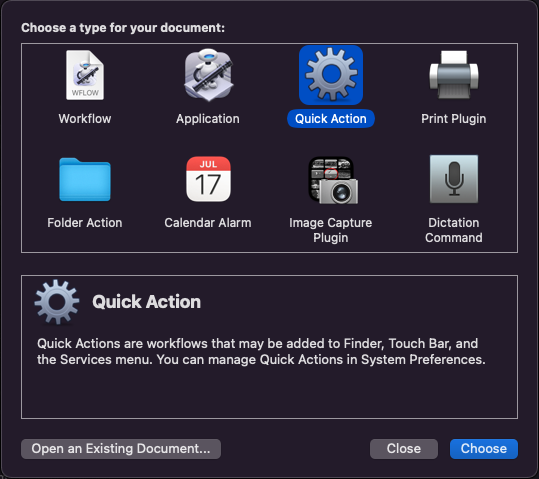 Choose a type for your document:
WFLOW
Workflow
Application
Quick Action
Print Plugin
Folder Action
JUL
17
Calendar Alarm
Image Capture
Plugin
Dictation
Command
Quick Action
Quick Actions are workflows that may be added to Finder, Touch Bar, and
the Services menu. You can manage Quick Actions in System Preferences.
Open an Existing Document...
Close
Choose